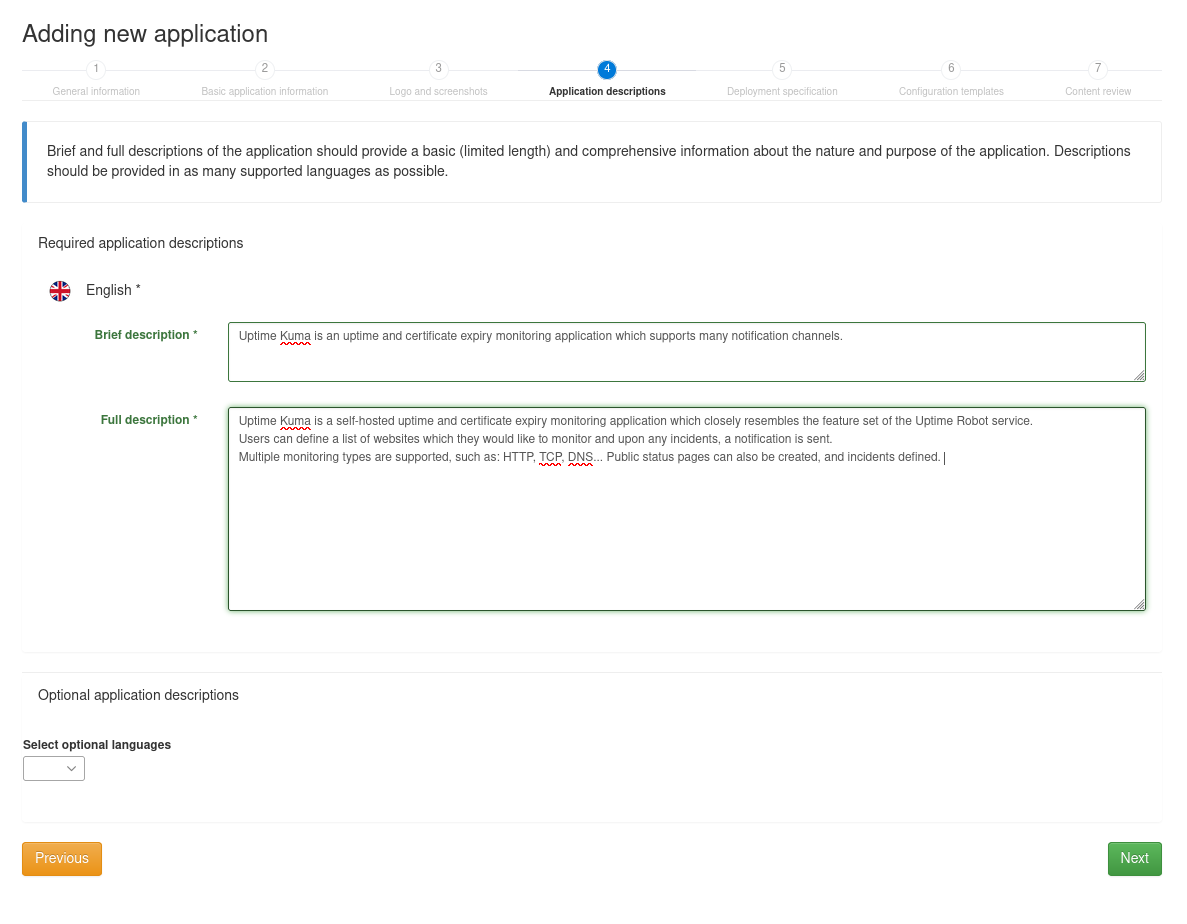 Adding new application
1 2 3 4 5 6 7
General information Basic application information Logo and screenshots Application descriptions Deployment specification Configuration templates Content review
Brief and full descriptions of the application should provide a basic (limited length) and comprehensive information about the nature and purpose of the application. Descriptions
should be provided in as many supported languages as possible.
Required application descriptions
English *
Brief description *
Uptime Kuma is an uptime and certificate expiry monitoring application which supports many notification channels.
Full description *
Uptime Kuma is a self-hosted uptime and certificate expiry monitoring application which closely resembles the feature set of the Uptime Robot service.
Users can define a list of websites which they would like to monitor and upon any incidents, a notification is sent.
Multiple monitoring types are supported, such as: HTTP, TCP, DNS... Public status pages can also be created, and incidents defined.
Optional application descriptions
Select optional languages
Previous
Next